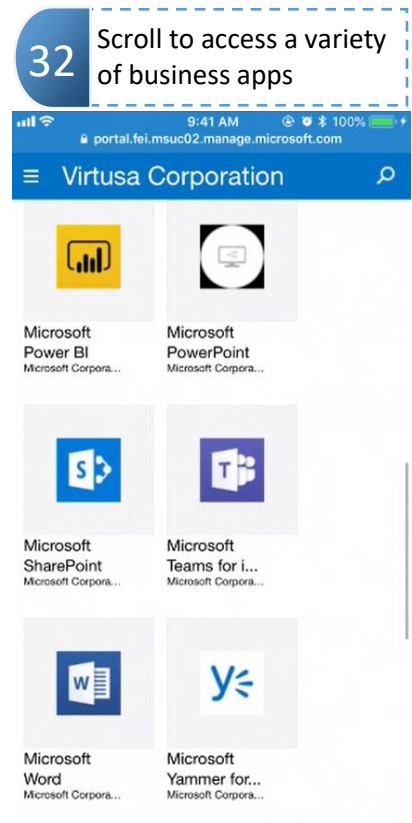 32
Scroll to access a variety
of business apps
9:41 AM 100%
portal.fei.msuc02.manage.microsoft.com
Virtusa Corporation
Microsoft
Power BI
Microsoft Corpora...
Microsoft
PowerPoint
Microsoft Corpora...
S
T
Microsoft
SharePoint
Microsoft Corpora...
Microsoft
Teams for i...
Microsoft Corpora...
W
Microsoft
Word
Microsoft Corpora...
Microsoft
Yammer for...
Microsoft Corpora...